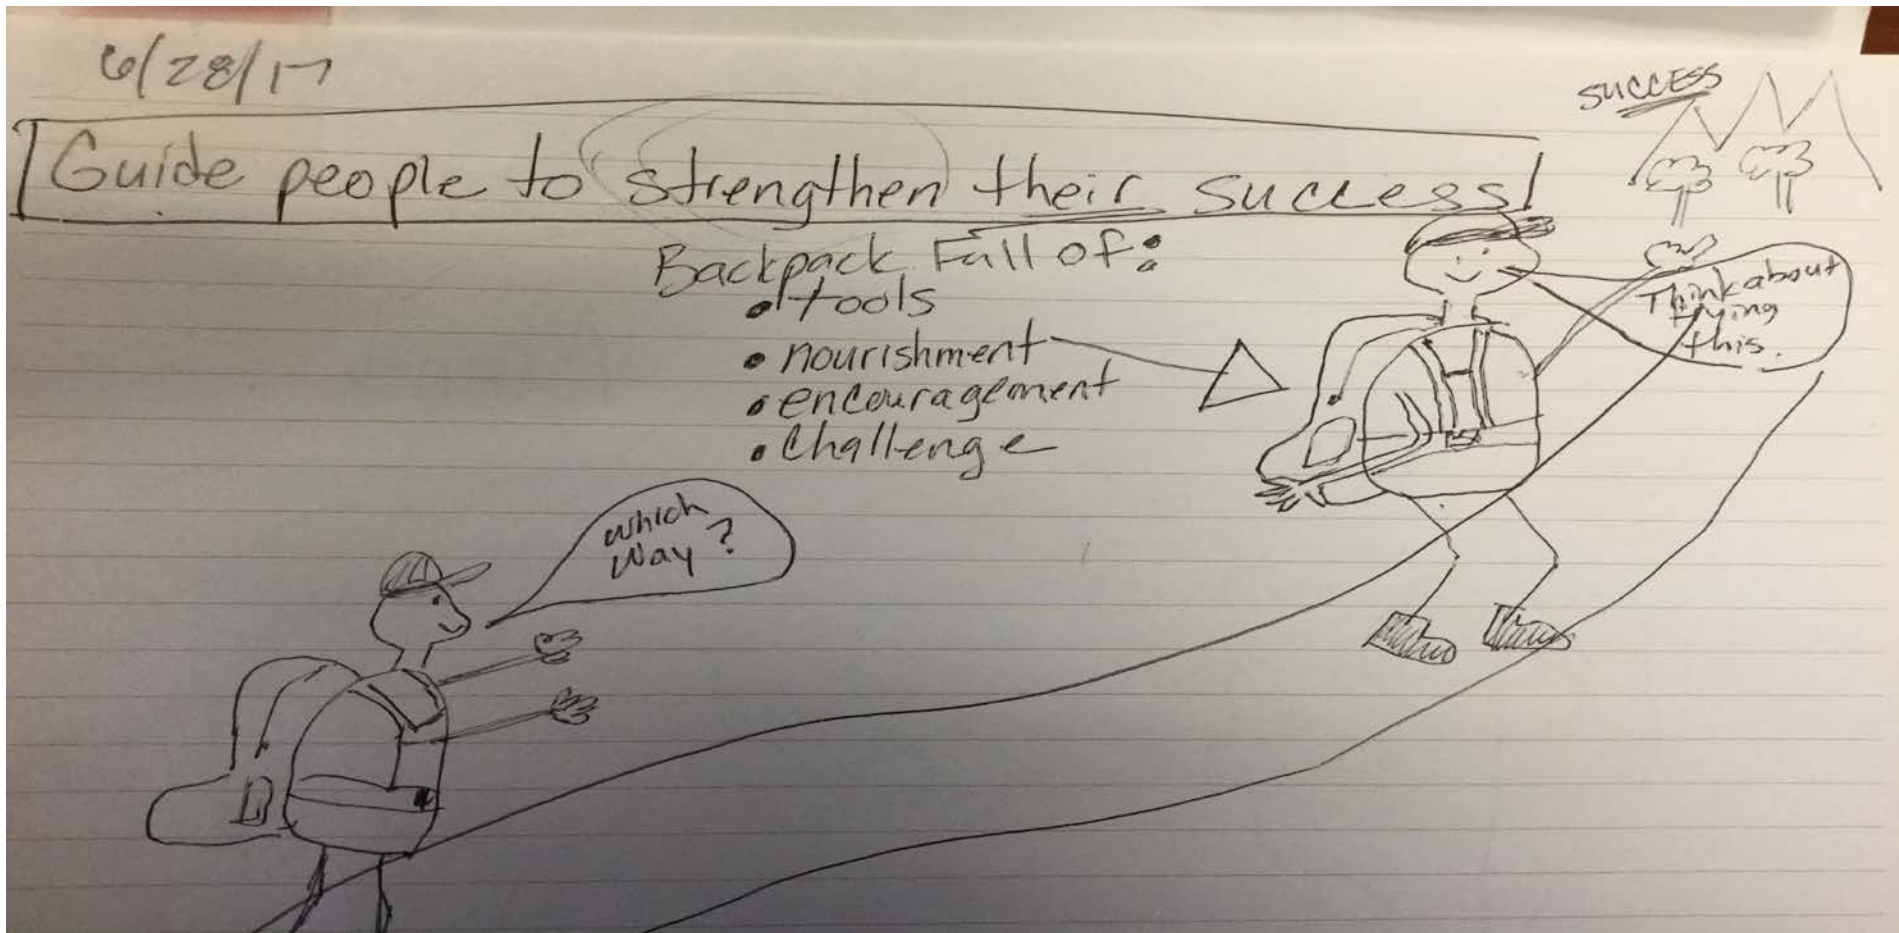 6/28/17
SUCCESS
Guide people to strengthen their success!
Backpack Full of:
• tools
• nourishment
• encouragement
• Challenge
Think about
trying
this.
Which
Way?